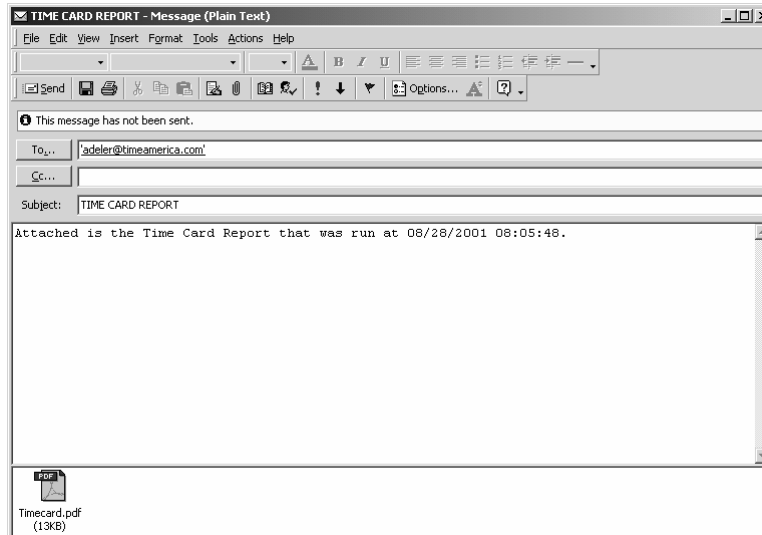 TIME CARD REPORT - Message (Plain Text)
File Edit View Insert Format Tools Actions Help
A B I U
Send Options... A
This message has not been sent.
To... 'adeler@timeamerica.com'
Cc...
Subject: TIME CARD REPORT
Attached is the Time Card Report that was run at 08/28/2001 08:05:48.
PDF
Timecard.pdf
(13KB)